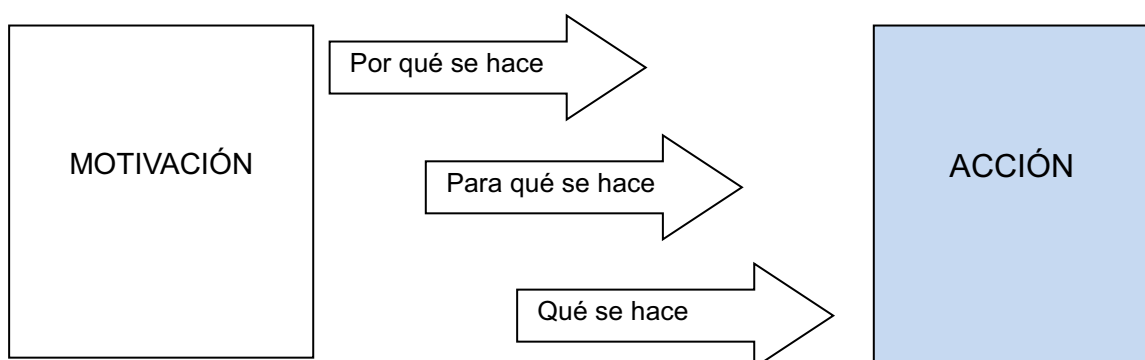 Por qué se hace
MOTIVACIÓN
ACCIÓN
Para qué se hace
Qué se hace